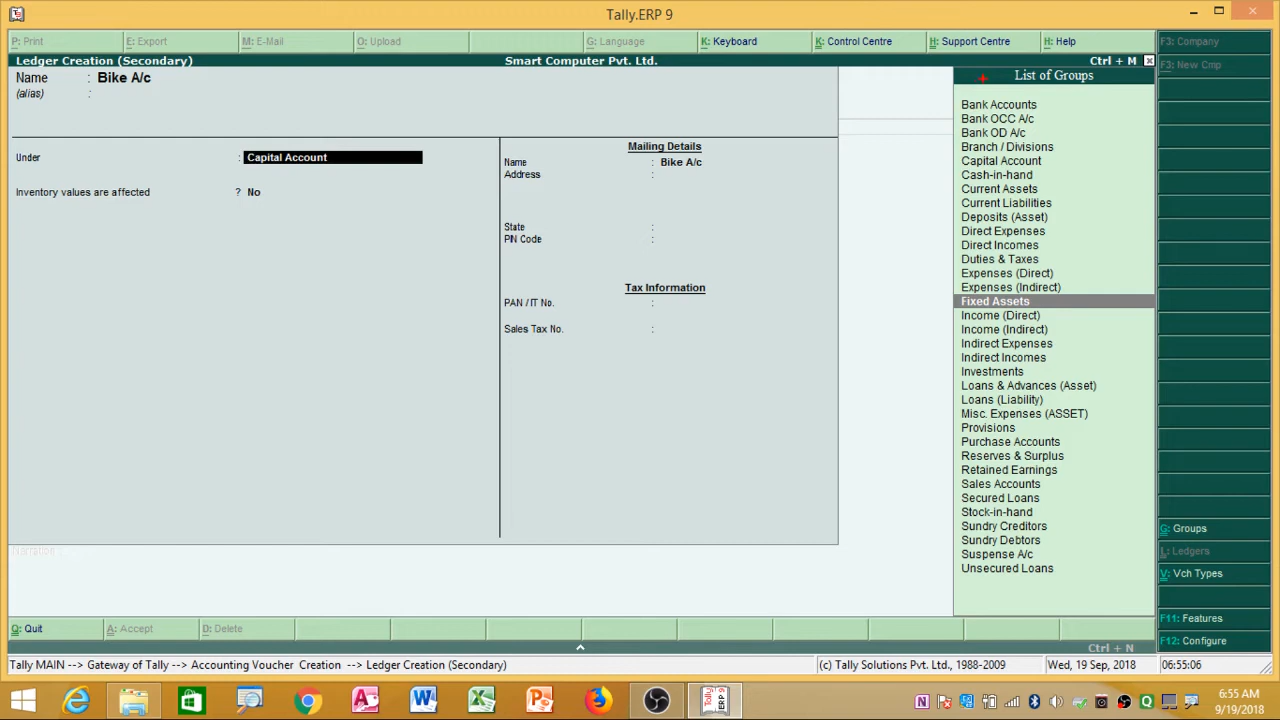 Tally.ERP 9
P: Print
E: Export
M: E-Mail
O: Upload
G: Language
K: Keyboard
K: Control Centre
H: Support Centre
H: Help
F3: Company
Ledger Creation (Secondary)
Smart Computer Pvt. Ltd.
Ctrl + M
F3: New Cmp
Name : Bike A/c
(alias) :
Under : Capital Account
Inventory values are affected ? No
Mailing Details
Name : Bike A/c
Address :
State :
PIN Code :
Tax Information
PAN / IT No. :
Sales Tax No. :
List of Groups
Bank Accounts
Bank OCC A/c
Bank OD A/c
Branch / Divisions
Capital Account
Cash-in-hand
Current Assets
Current Liabilities
Deposits (Asset)
Direct Expenses
Direct Incomes
Duties & Taxes
Expenses (Direct)
Expenses (Indirect)
Fixed Assets
Income (Direct)
Income (Indirect)
Indirect Expenses
Indirect Incomes
Investments
Loans & Advances (Asset)
Loans (Liability)
Misc. Expenses (ASSET)
Provisions
Purchase Accounts
Reserves & Surplus
Retained Earnings
Sales Accounts
Secured Loans
Stock-in-hand
Sundry Creditors
Sundry Debtors
Suspense A/c
Unsecured Loans
G: Groups
L: Ledgers
V: Vch Types
F11: Features
F12: Configure
Narration
Q: Quit
A: Accept
D: Delete
Ctrl + N
Tally MAIN --> Gateway of Tally --> Accounting Voucher Creation --> Ledger Creation (Secondary)
(c) Tally Solutions Pvt. Ltd., 1988-2009
Wed, 19 Sep, 2018
06:55:06
6:55 AM
9/19/2018